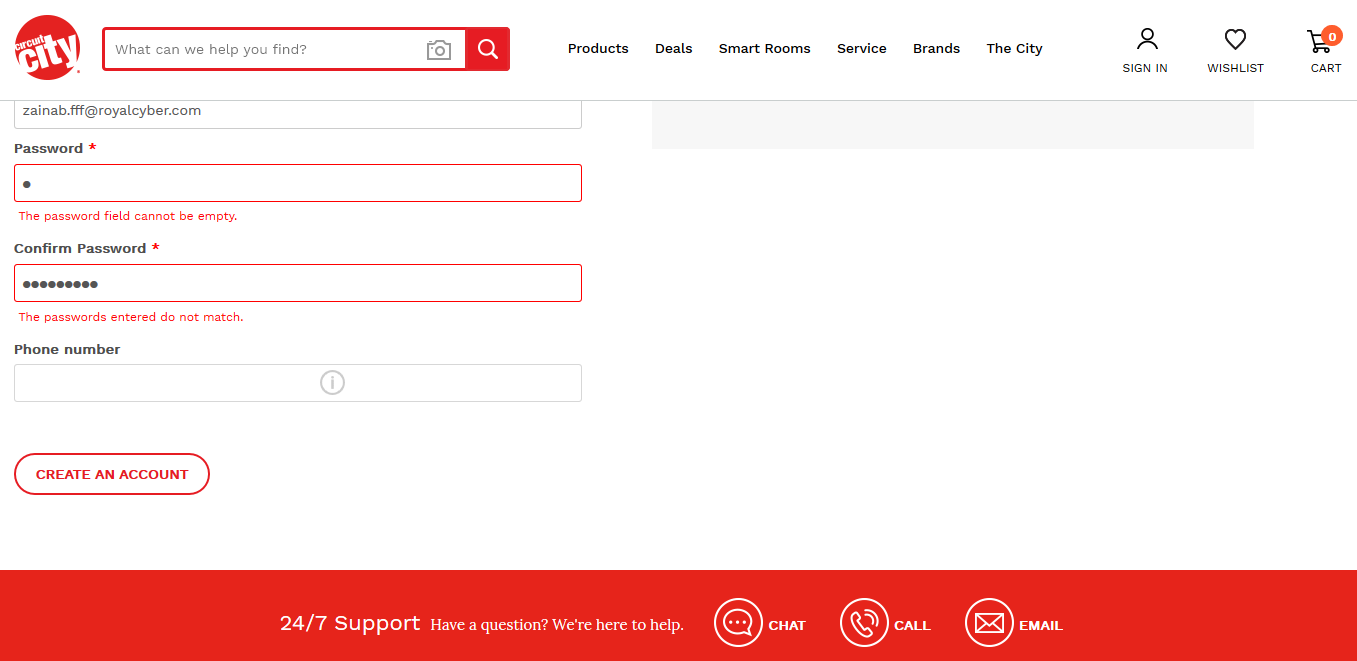 circuit
city
What can we help you find?
Products Deals Smart Rooms Service Brands The City
SIGN IN WISHLIST 0 CART
zainab.fff@royalcyber.com
Password *
●
The password field cannot be empty.
Confirm Password *
●●●●●●●●●
The passwords entered do not match.
Phone number
i
CREATE AN ACCOUNT
24/7 Support Have a question? We're here to help. CHAT CALL EMAIL